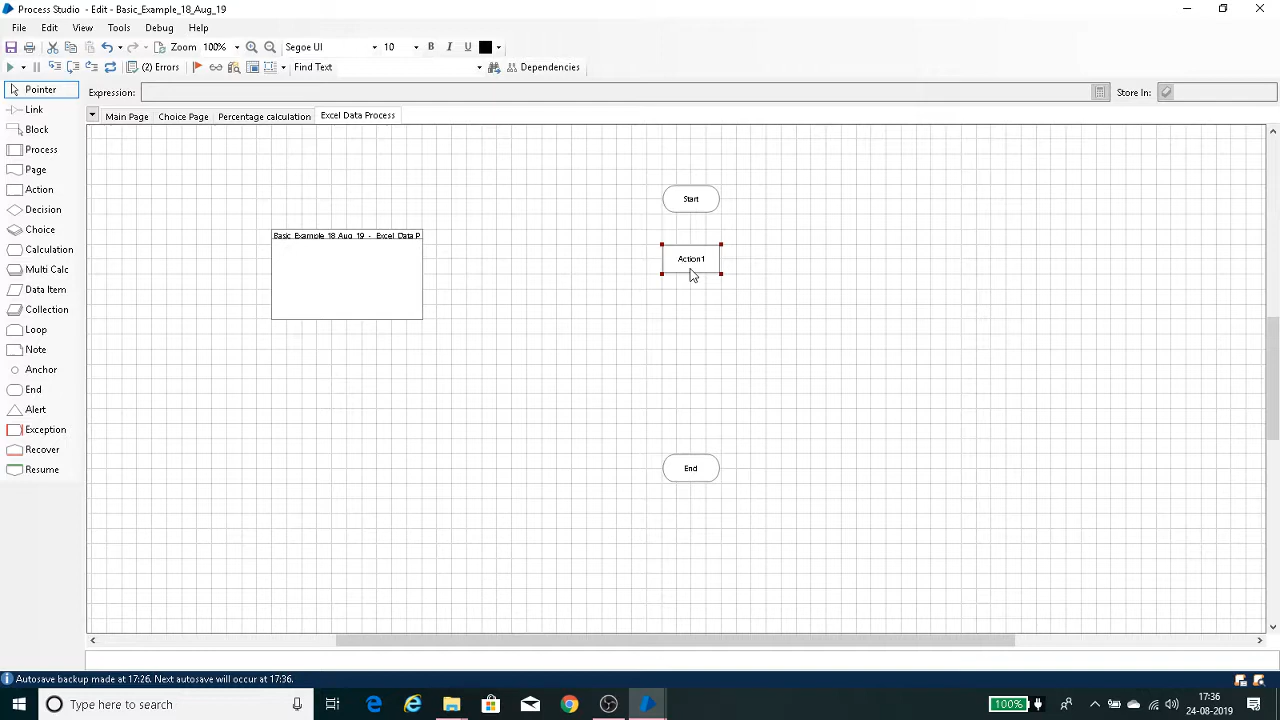 Process Studio - Edit - Basic_Example_18_Aug_19
File Edit View Tools Debug Help
Zoom 100% Segoe UI 10 B I U
(2) Errors Find Text Dependencies
Pointer
Expression: Store In:
Link
Main Page Choice Page Percentage calculation Excel Data Process
Block
Process
Page
Action
Decision
Choice
Calculation
Multi Calc
Data Item
Collection
Loop
Note
Anchor
End
Alert
Exception
Recover
Resume
Start
Basic Example 18 Aug 19 - Excel Data P
Action1
End
Autosave backup made at 17:26. Next autosave will occur at 17:36.
Type here to search
100%
17:36
24-08-2019